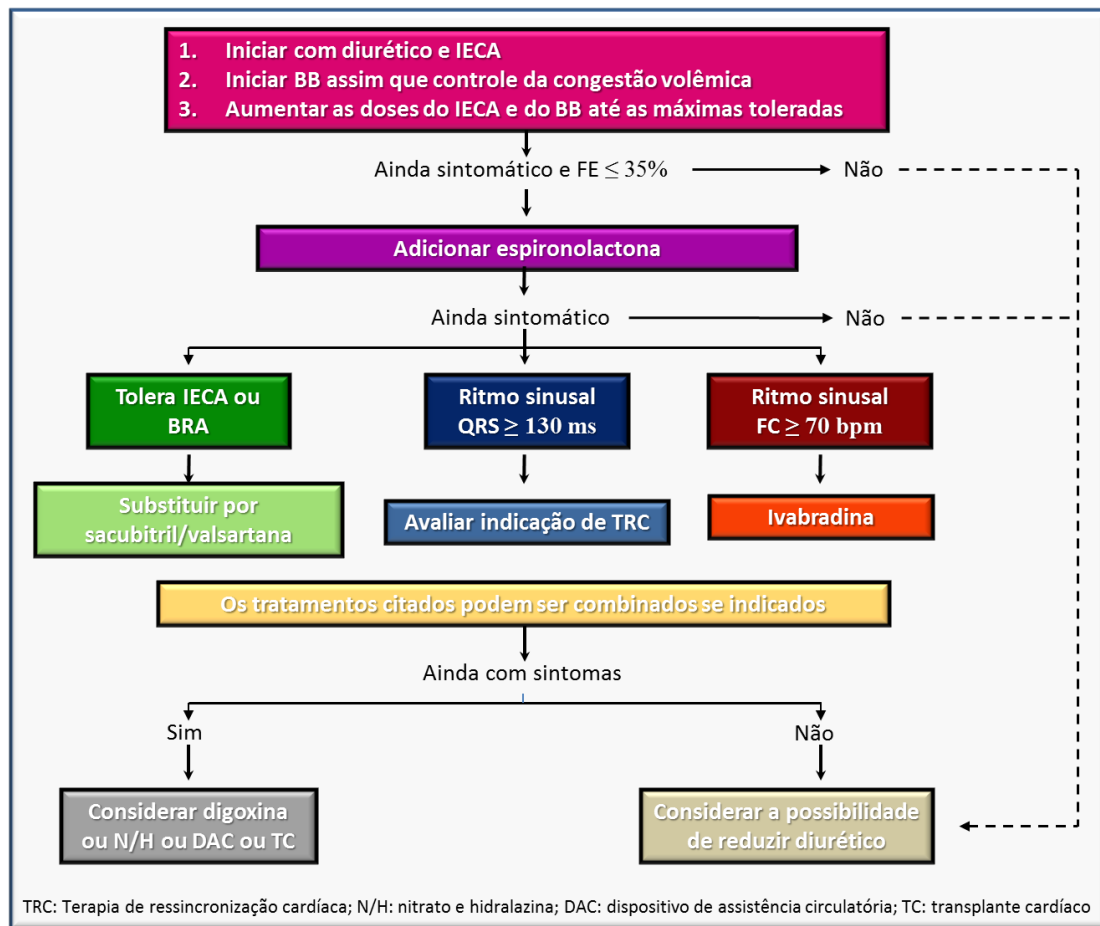 1. Iniciar com diurético e IECA
2. Iniciar BB assim que controle da congestão volêmica
3. Aumentar as doses do IECA e do BB até as máximas toleradas
Ainda sintomático e FE ≤ 35%
Não
Adicionar espironolactona
Ainda sintomático
Não
Tolera IECA ou
BRA
Ritmo sinusal
QRS ≥ 130 ms
Ritmo sinusal
FC ≥ 70 bpm
Substituir por
sacubitril/valsartana
Avaliar indicação de TRC
Ivabradina
Os tratamentos citados podem ser combinados se indicados
Ainda com sintomas
Sim
Não
Considerar digoxina
ou N/H ou DAC ou TC
Considerar a possibilidade
de reduzir diurético
TRC: Terapia de ressincronização cardíaca; N/H: nitrato e hidralazina; DAC: dispositivo de assistência circulatória; TC: transplante cardíaco